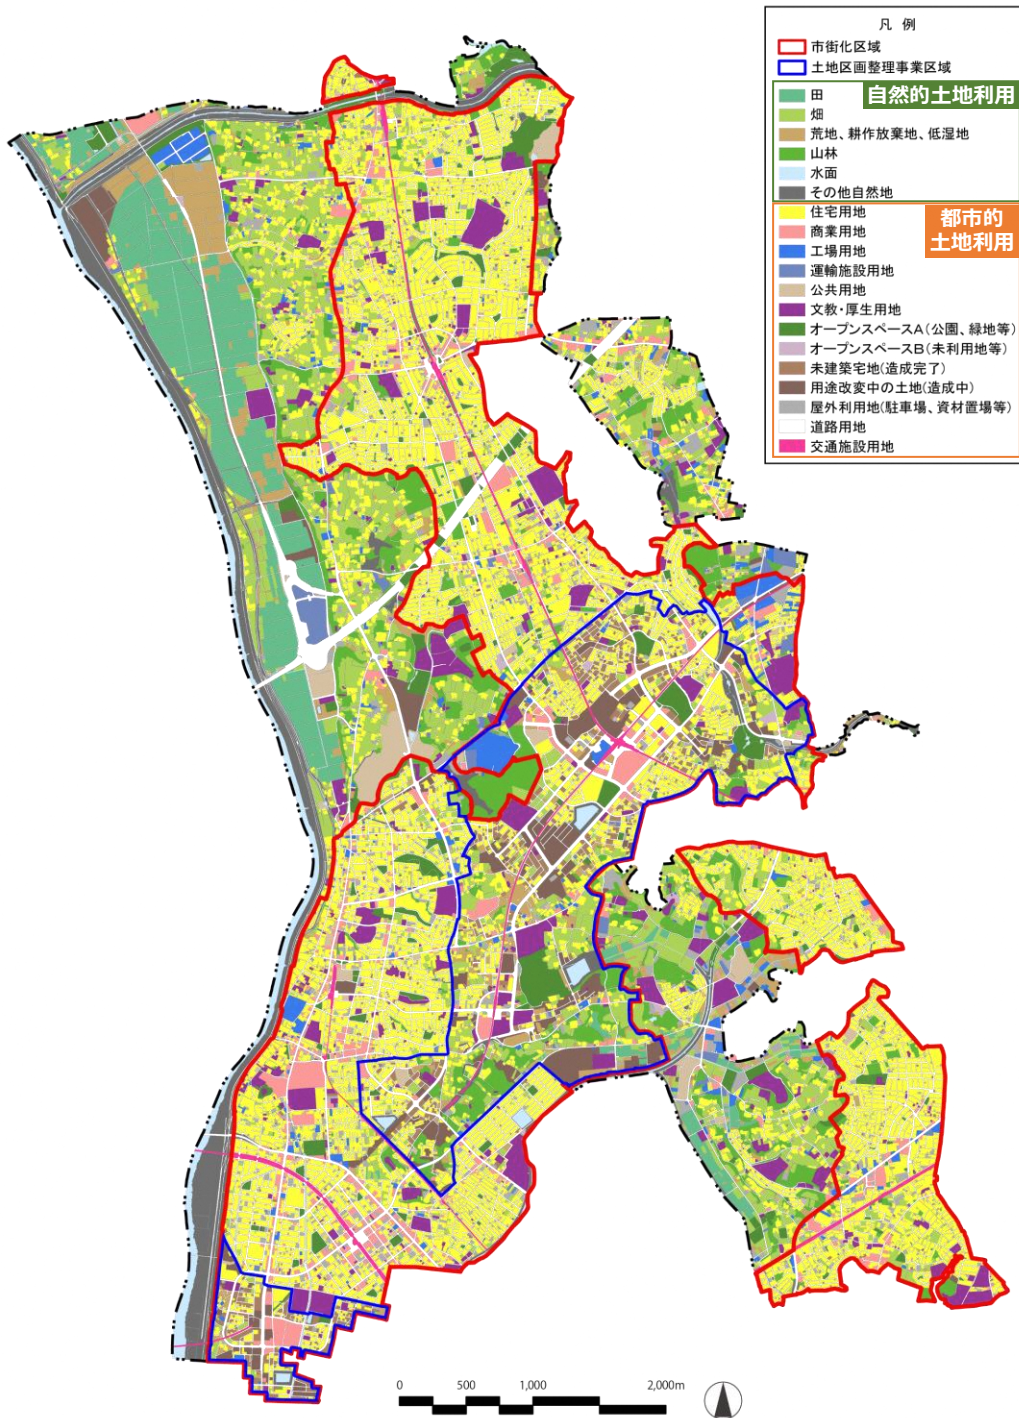 凡 例
市街化区域
土地区画整理事業区域
自然的土地利用
田
畑
荒地、耕作放棄地、低湿地
山林
水面
その他自然地
都市的
土地利用
住宅用地
商業用地
工場用地
運輸施設用地
公共用地
文教・厚生用地
オープンスペースA(公園、緑地等)
オープンスペースB(未利用地等)
未建築宅地(造成完了)
用途改変中の土地(造成中)
屋外利用地(駐車場、資材置場等)
道路用地
交通施設用地
0 500 1,000 2,000m